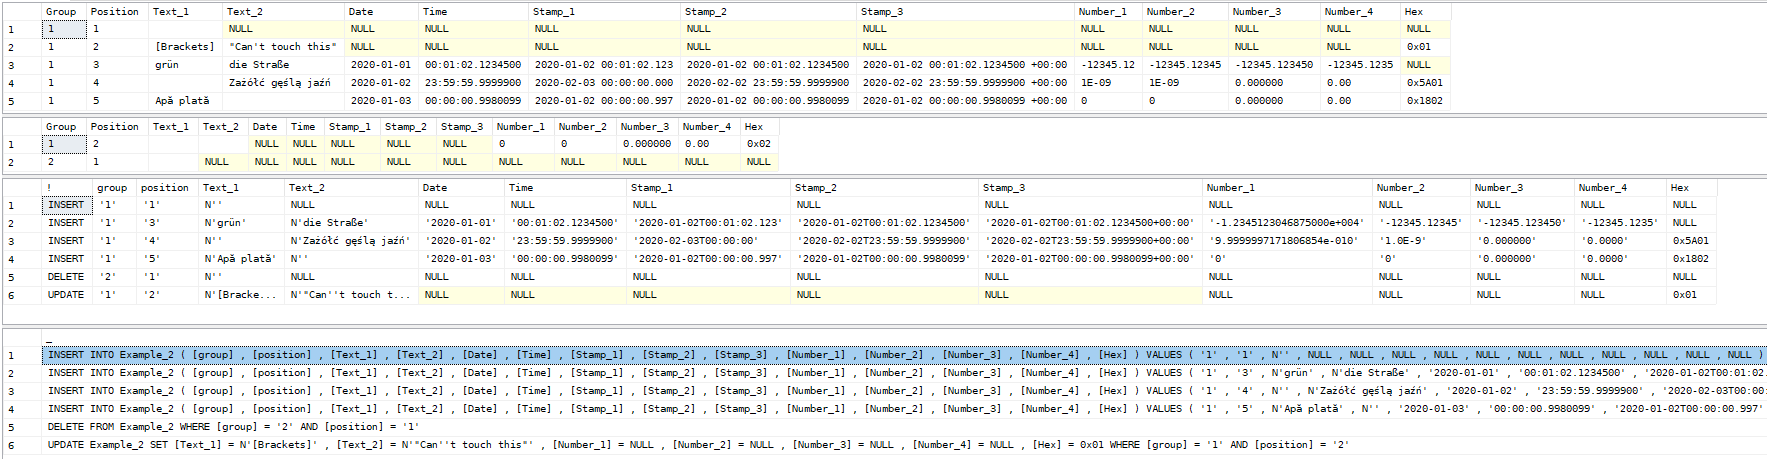 Group Position Text_1 Text_2 Date Time Stamp_1 Stamp_2 Stamp_3 Number_1 Number_2 Number_3 Number_4 Hex
1 1 1 NULL NULL NULL NULL NULL NULL NULL NULL NULL NULL NULL
2 1 2 [Brackets] "Can't touch this" NULL NULL NULL NULL NULL NULL NULL NULL NULL 0x01
3 1 3 grün die Straße 2020-01-01 00:01:02.1234500 2020-01-02 00:01:02.123 2020-01-02 00:01:02.1234500 2020-01-02 00:01:02.1234500 +00:00 -12345.12 -12345.12345 -12345.123450 -12345.1235 NULL
4 1 4 Zażółć gęślą jaźń 2020-01-02 23:59:59.9999900 2020-02-03 00:00:00.000 2020-02-02 23:59:59.9999900 2020-02-02 23:59:59.9999900 +00:00 1E-09 1E-09 0.000000 0.00 0x5A01
5 1 5 Apă plată 2020-01-03 00:00:00.9980099 2020-01-02 00:00:00.997 2020-01-02 00:00:00.9980099 2020-01-02 00:00:00.9980099 +00:00 0 0 0.000000 0.00 0x1802
Group Position Text_1 Text_2 Date Time Stamp_1 Stamp_2 Stamp_3 Number_1 Number_2 Number_3 Number_4 Hex
1 1 2 NULL NULL NULL NULL NULL 0 0 0.000000 0.00 0x02
2 2 1 NULL NULL NULL NULL NULL NULL NULL NULL NULL NULL NULL
! group position Text_1 Text_2 Date Time Stamp_1 Stamp_2 Stamp_3 Number_1 Number_2 Number_3 Number_4 Hex
1 INSERT '1' '1' N'' NULL NULL NULL NULL NULL NULL NULL NULL NULL NULL NULL
2 INSERT '1' '3' N'grün' N'die Straße' '2020-01-01' '00:01:02.1234500' '2020-01-02T00:01:02.123' '2020-01-02T00:01:02.1234500' '2020-01-02T00:01:02.1234500+00:00' '-1.2345123046875000e+004' '-12345.12345' '-12345.123450' '-12345.1235' NULL
3 INSERT '1' '4' N'' N'Zażółć gęślą jaźń' '2020-01-02' '23:59:59.9999900' '2020-02-03T00:00:00' '2020-02-02T23:59:59.9999900' '2020-02-02T23:59:59.9999900+00:00' '9.9999997171806854e-010' '1.0E-9' '0.000000' '0.0000' 0x5A01
4 INSERT '1' '5' N'Apă plată' N'' '2020-01-03' '00:00:00.9980099' '2020-01-02T00:00:00.997' '2020-01-02T00:00:00.9980099' '2020-01-02T00:00:00.9980099+00:00' '0' '0' '0.000000' '0.0000' 0x1802
5 DELETE '2' '1' N'' NULL NULL NULL NULL NULL NULL NULL NULL NULL NULL NULL
6 UPDATE '1' '2' N'[Bracke... N'"Can''t touch t... NULL NULL NULL NULL NULL NULL NULL NULL NULL 0x01
_
1 INSERT INTO Example_2 ( [group] , [position] , [Text_1] , [Text_2] , [Date] , [Time] , [Stamp_1] , [Stamp_2] , [Stamp_3] , [Number_1] , [Number_2] , [Number_3] , [Number_4] , [Hex] ) VALUES ( '1' , '1' , N'' , NULL , NULL , NULL , NULL , NULL , NULL , NULL , NULL , NULL , NULL , NULL )
2 INSERT INTO Example_2 ( [group] , [position] , [Text_1] , [Text_2] , [Date] , [Time] , [Stamp_1] , [Stamp_2] , [Stamp_3] , [Number_1] , [Number_2] , [Number_3] , [Number_4] , [Hex] ) VALUES ( '1' , '3' , N'grün' , N'die Straße' , '2020-01-01' , '00:01:02.1234500' , '2020-01-02T00:01:02.
3 INSERT INTO Example_2 ( [group] , [position] , [Text_1] , [Text_2] , [Date] , [Time] , [Stamp_1] , [Stamp_2] , [Stamp_3] , [Number_1] , [Number_2] , [Number_3] , [Number_4] , [Hex] ) VALUES ( '1' , '4' , N'' , N'Zażółć gęślą jaźń' , '2020-01-02' , '23:59:59.9999900' , '2020-02-03T00:00:
4 INSERT INTO Example_2 ( [group] , [position] , [Text_1] , [Text_2] , [Date] , [Time] , [Stamp_1] , [Stamp_2] , [Stamp_3] , [Number_1] , [Number_2] , [Number_3] , [Number_4] , [Hex] ) VALUES ( '1' , '5' , N'Apă plată' , N'' , '2020-01-03' , '00:00:00.9980099' , '2020-01-02T00:00:00.997'
5 DELETE FROM Example_2 WHERE [group] = '2' AND [position] = '1'
6 UPDATE Example_2 SET [Text_1] = N'[Brackets]' , [Text_2] = N'"Can''t touch this"' , [Number_1] = NULL , [Number_2] = NULL , [Number_3] = NULL , [Number_4] = NULL , [Hex] = 0x01 WHERE [group] = '1' AND [position] = '2'